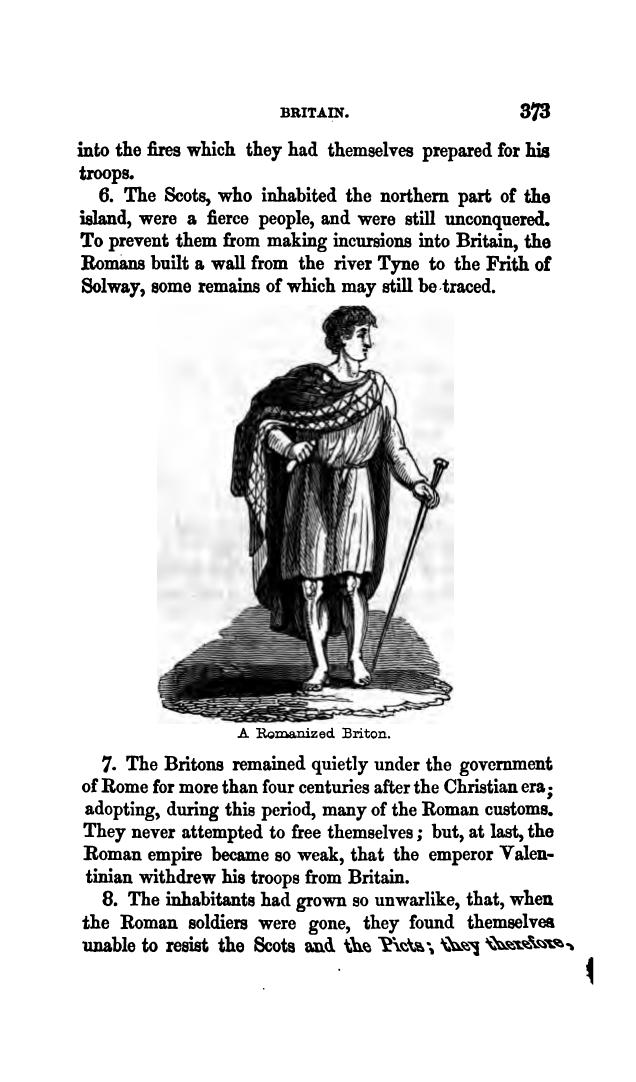 BRITAIN. 373
into the fires which they had themselves prepared for his
troops.
6. The Scots, who inhabited the northern part of the
island, were a fierce people, and were still unconquered.
To prevent them from making incursions into Britain, the
Romans built a wall from the river Tyne to the Frith of
Solway, some remains of which may still be traced.
A Romanized Briton.
7. The Britons remained quietly under the government
of Rome for more than four centuries after the Christian era;
adopting, during this period, many of the Roman customs.
They never attempted to free themselves; but, at last, the
Roman empire became so weak, that the emperor Valen-
tinian withdrew his troops from Britain.
8. The inhabitants had grown so unwarlike, that, when
the Roman soldiers were gone, they found themselves
unable to resist the Scots and the Picts; they therefore,